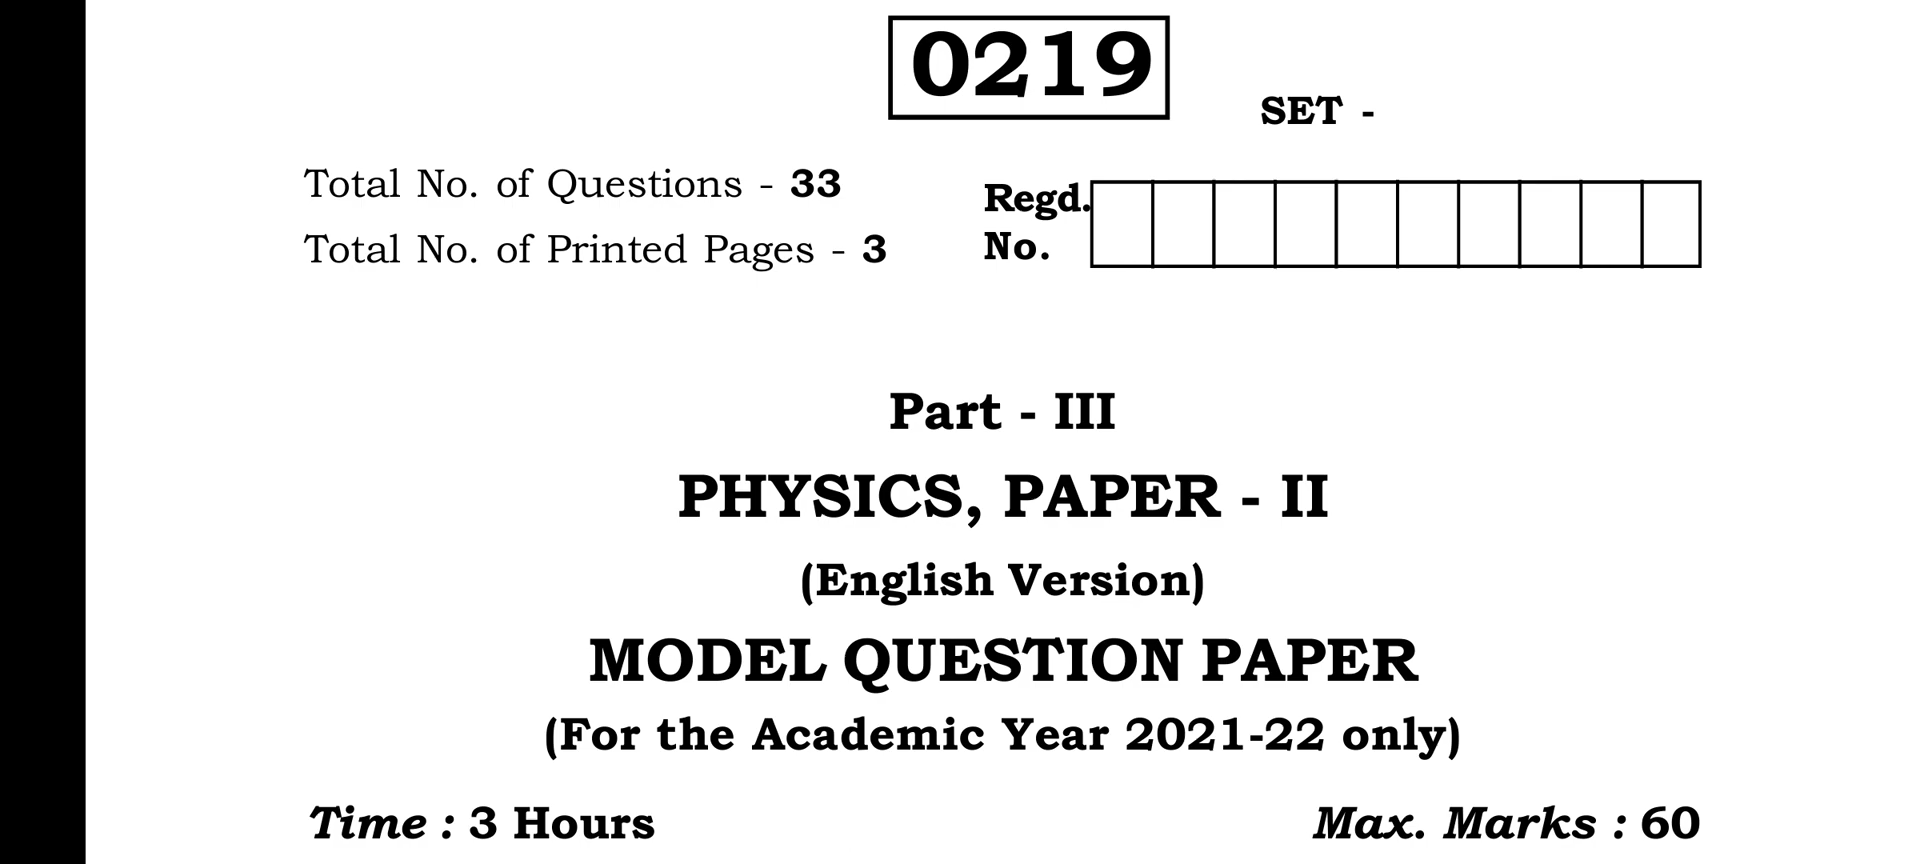 0219
SET -
Total No. of Questions - 33
Total No. of Printed Pages - 3
Regd.
No.
Part - III
PHYSICS, PAPER - II
(English Version)
MODEL QUESTION PAPER
(For the Academic Year 2021-22 only)
Time : 3 Hours
Max. Marks : 60